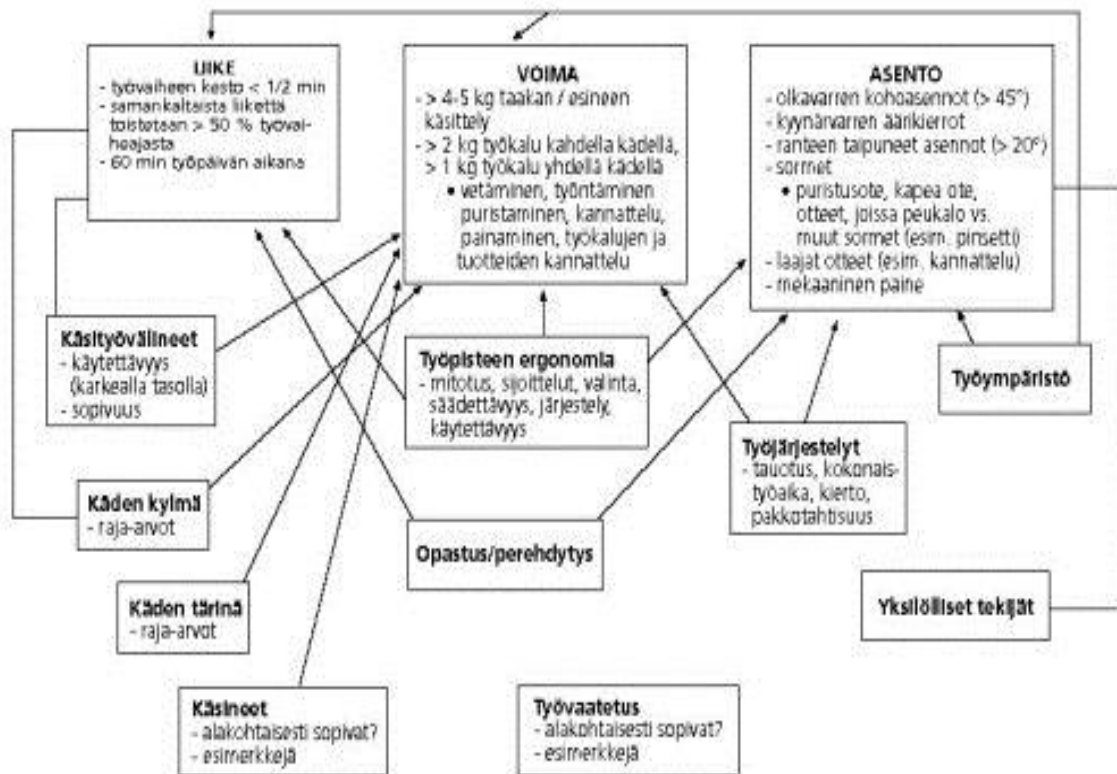 LIIKE
- työvaiheen kesto < 1/2 min
- samankaltaista liikettä
toistetaan > 50 % työvai-
heajasta
- 60 min työpäivän aikana
VOIMA
- > 4-5 kg taakan / esineen
käsittely
- > 2 kg työkalu kahdella kädellä,
> 1 kg työkalu yhdellä kädellä
• vetäminen, työntäminen
puristaminen, kannattelu,
painaminen, työkalujen ja
tuotteiden kannattelu
ASENTO
- olkavarren kohoasennot (> 45°)
- kyynärvarren äärikierrot
- ranteen taipuneet asennot (> 20°)
- sormet
• puristusote, kapea ote,
otteet, joissa peukalo vs.
muut sormet (esim. pinsetti)
- laajat otteet (esim. kannattelu)
- mekaaninen paine
Käsityövälineet
- käytettävyys
(karkealla tasolla)
- sopivuus
Työpisteen ergonomia
- mitotus, sijoittelut, valinta,
säädettävyys, järjestely,
käytettävyys
Työympäristö
Työjärjestelyt
- tauotus, kokonais-
työaika, kierto,
pakkotahtisuus
Käden kylmä
- raja-arvot
Opastus/perehdytys
Käden tärinä
- raja-arvot
Yksilölliset tekijät
Käsineet
- alakohtaisesti sopivat?
- esimerkkejä
Työvaatetus
- alakohtaisesti sopivat?
- esimerkkejä